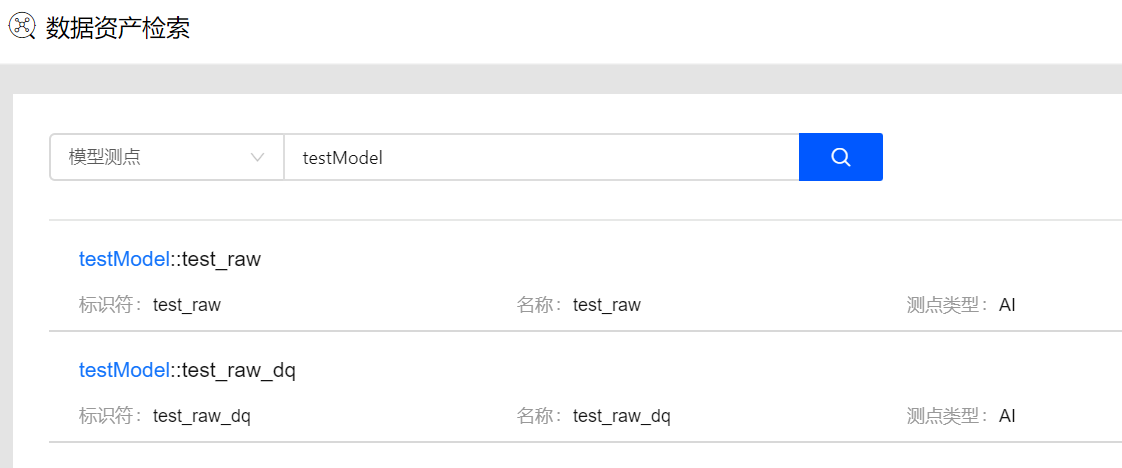 数据资产检索
模型测点 testModel
testModel::test_raw
标识符：test_raw 名称：test_raw 测点类型：AI
testModel::test_raw_dq
标识符：test_raw_dq 名称：test_raw_dq 测点类型：AI